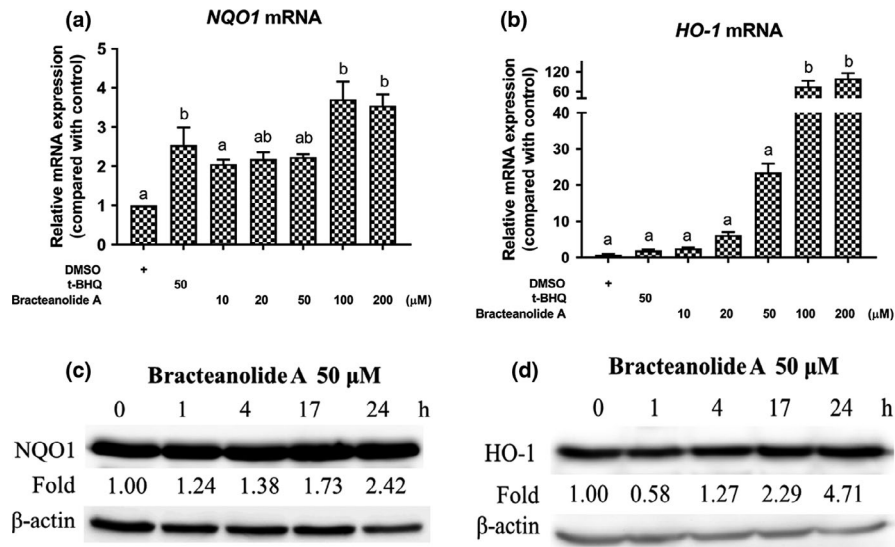 (a)
NQO1 mRNA
Relative mRNA expression
(compared with control)
5
4
3
2
1
0
a
b
a
ab
ab
b
b
DMSO +
t-BHQ 50
Bracteanolide A 10 20 50 100 200 (μM)
(b)
HO-1 mRNA
Relative mRNA expression
(compared with control)
120
60
40
30
20
10
0
a
a
a
a
a
b
b
DMSO +
t-BHQ 50
Bracteanolide A 10 20 50 100 200 (μM)
(c)
Bracteanolide A 50 μM
0 1 4 17 24 h
NQO1
Fold 1.00 1.24 1.38 1.73 2.42
β-actin
(d)
Bracteanolide A 50 μM
0 1 4 17 24 h
HO-1
Fold 1.00 0.58 1.27 2.29 4.71
β-actin